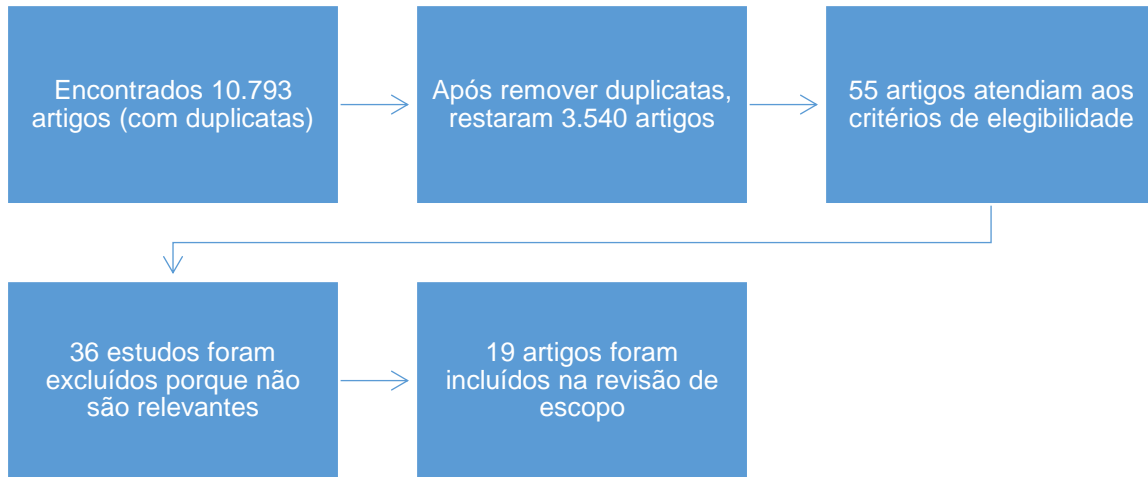 Encontrados 10.793
artigos (com duplicatas)
Após remover duplicatas,
restaram 3.540 artigos
55 artigos atendiam aos
critérios de elegibilidade
36 estudos foram
excluídos porque não
são relevantes
19 artigos foram
incluídos na revisão de
escopo